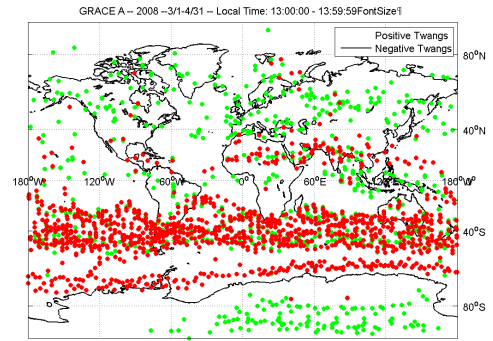 GRACE A -- 2008 --3/1-4/31 -- Local Time: 13:00:00 - 13:59:59FontSize¶
Positive Twangs
Negative Twangs
80°N
40°N
180°W 120°W 60°W 0° 60°E 120°E 180°W
40°S
80°S